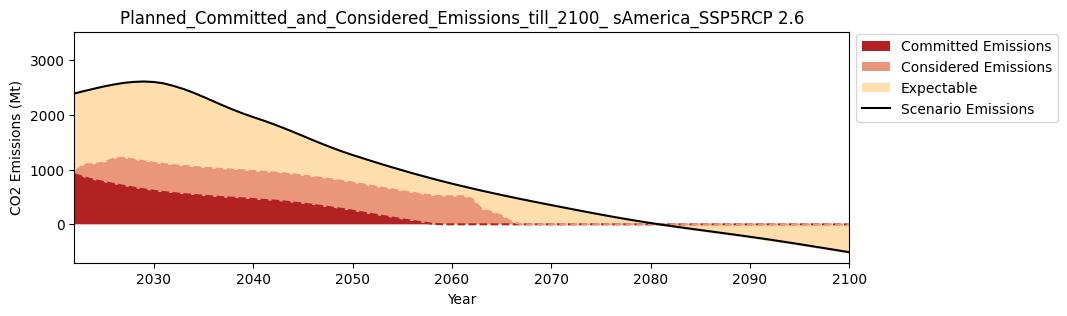 Planned_Committed_and_Considered_Emissions_till_2100_ sAmerica_SSP5RCP 2.6
Committed Emissions
Considered Emissions
Expectable
Scenario Emissions
CO2 Emissions (Mt)
3000
2000
1000
0
2030 2040 2050 2060 2070 2080 2090 2100
Year